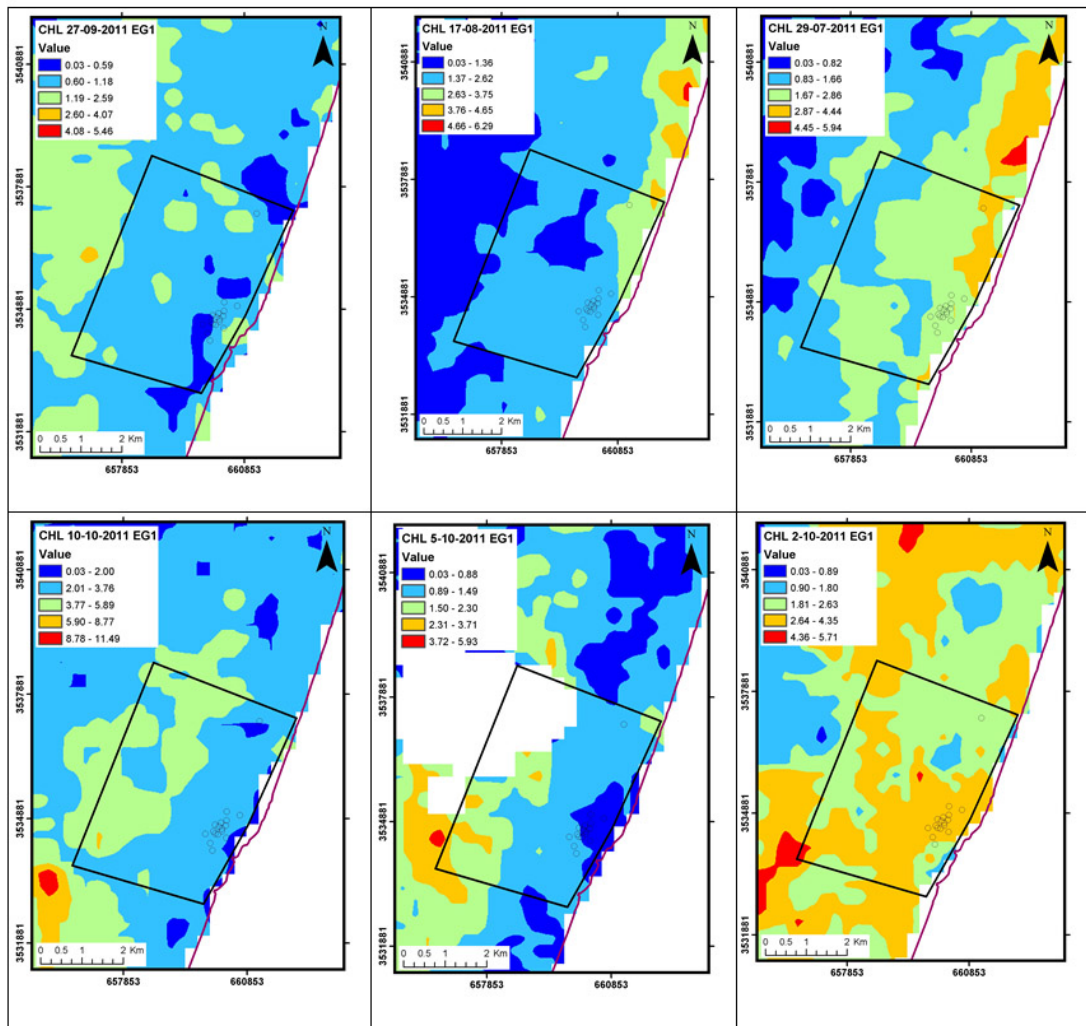 CHL 27-09-2011 EG1
Value
0.03 - 0.59
0.60 - 1.18
1.19 - 2.59
2.60 - 4.07
4.08 - 5.46
N
3540881
3537881
3534881
3531881
0 0.5 1 2 Km
657853 660853
CHL 17-08-2011 EG1
Value
0.03 - 1.36
1.37 - 2.62
2.63 - 3.75
3.76 - 4.65
4.66 - 6.29
N
3540881
3537881
3534881
3531881
0 0.5 1 2 Km
657853 660853
CHL 29-07-2011 EG1
Value
0.03 - 0.82
0.83 - 1.66
1.67 - 2.86
2.87 - 4.44
4.45 - 5.94
N
3540881
3537881
3534881
3531881
0 0.5 1 2 Km
657853 660853
CHL 10-10-2011 EG1
Value
0.03 - 2.00
2.01 - 3.76
3.77 - 5.89
5.90 - 8.77
8.78 - 11.49
N
3540881
3537881
3534881
3531881
0 0.5 1 2 Km
657853 660853
CHL 5-10-2011 EG1
Value
0.03 - 0.88
0.89 - 1.49
1.50 - 2.30
2.31 - 3.71
3.72 - 5.93
N
3540881
3537881
3534881
3531881
0 0.5 1 2 Km
657853 660853
CHL 2-10-2011 EG1
Value
0.03 - 0.89
0.90 - 1.80
1.81 - 2.63
2.64 - 4.35
4.36 - 5.71
N
3540881
3537881
3534881
3531881
0 0.5 1 2 Km
657853 660853